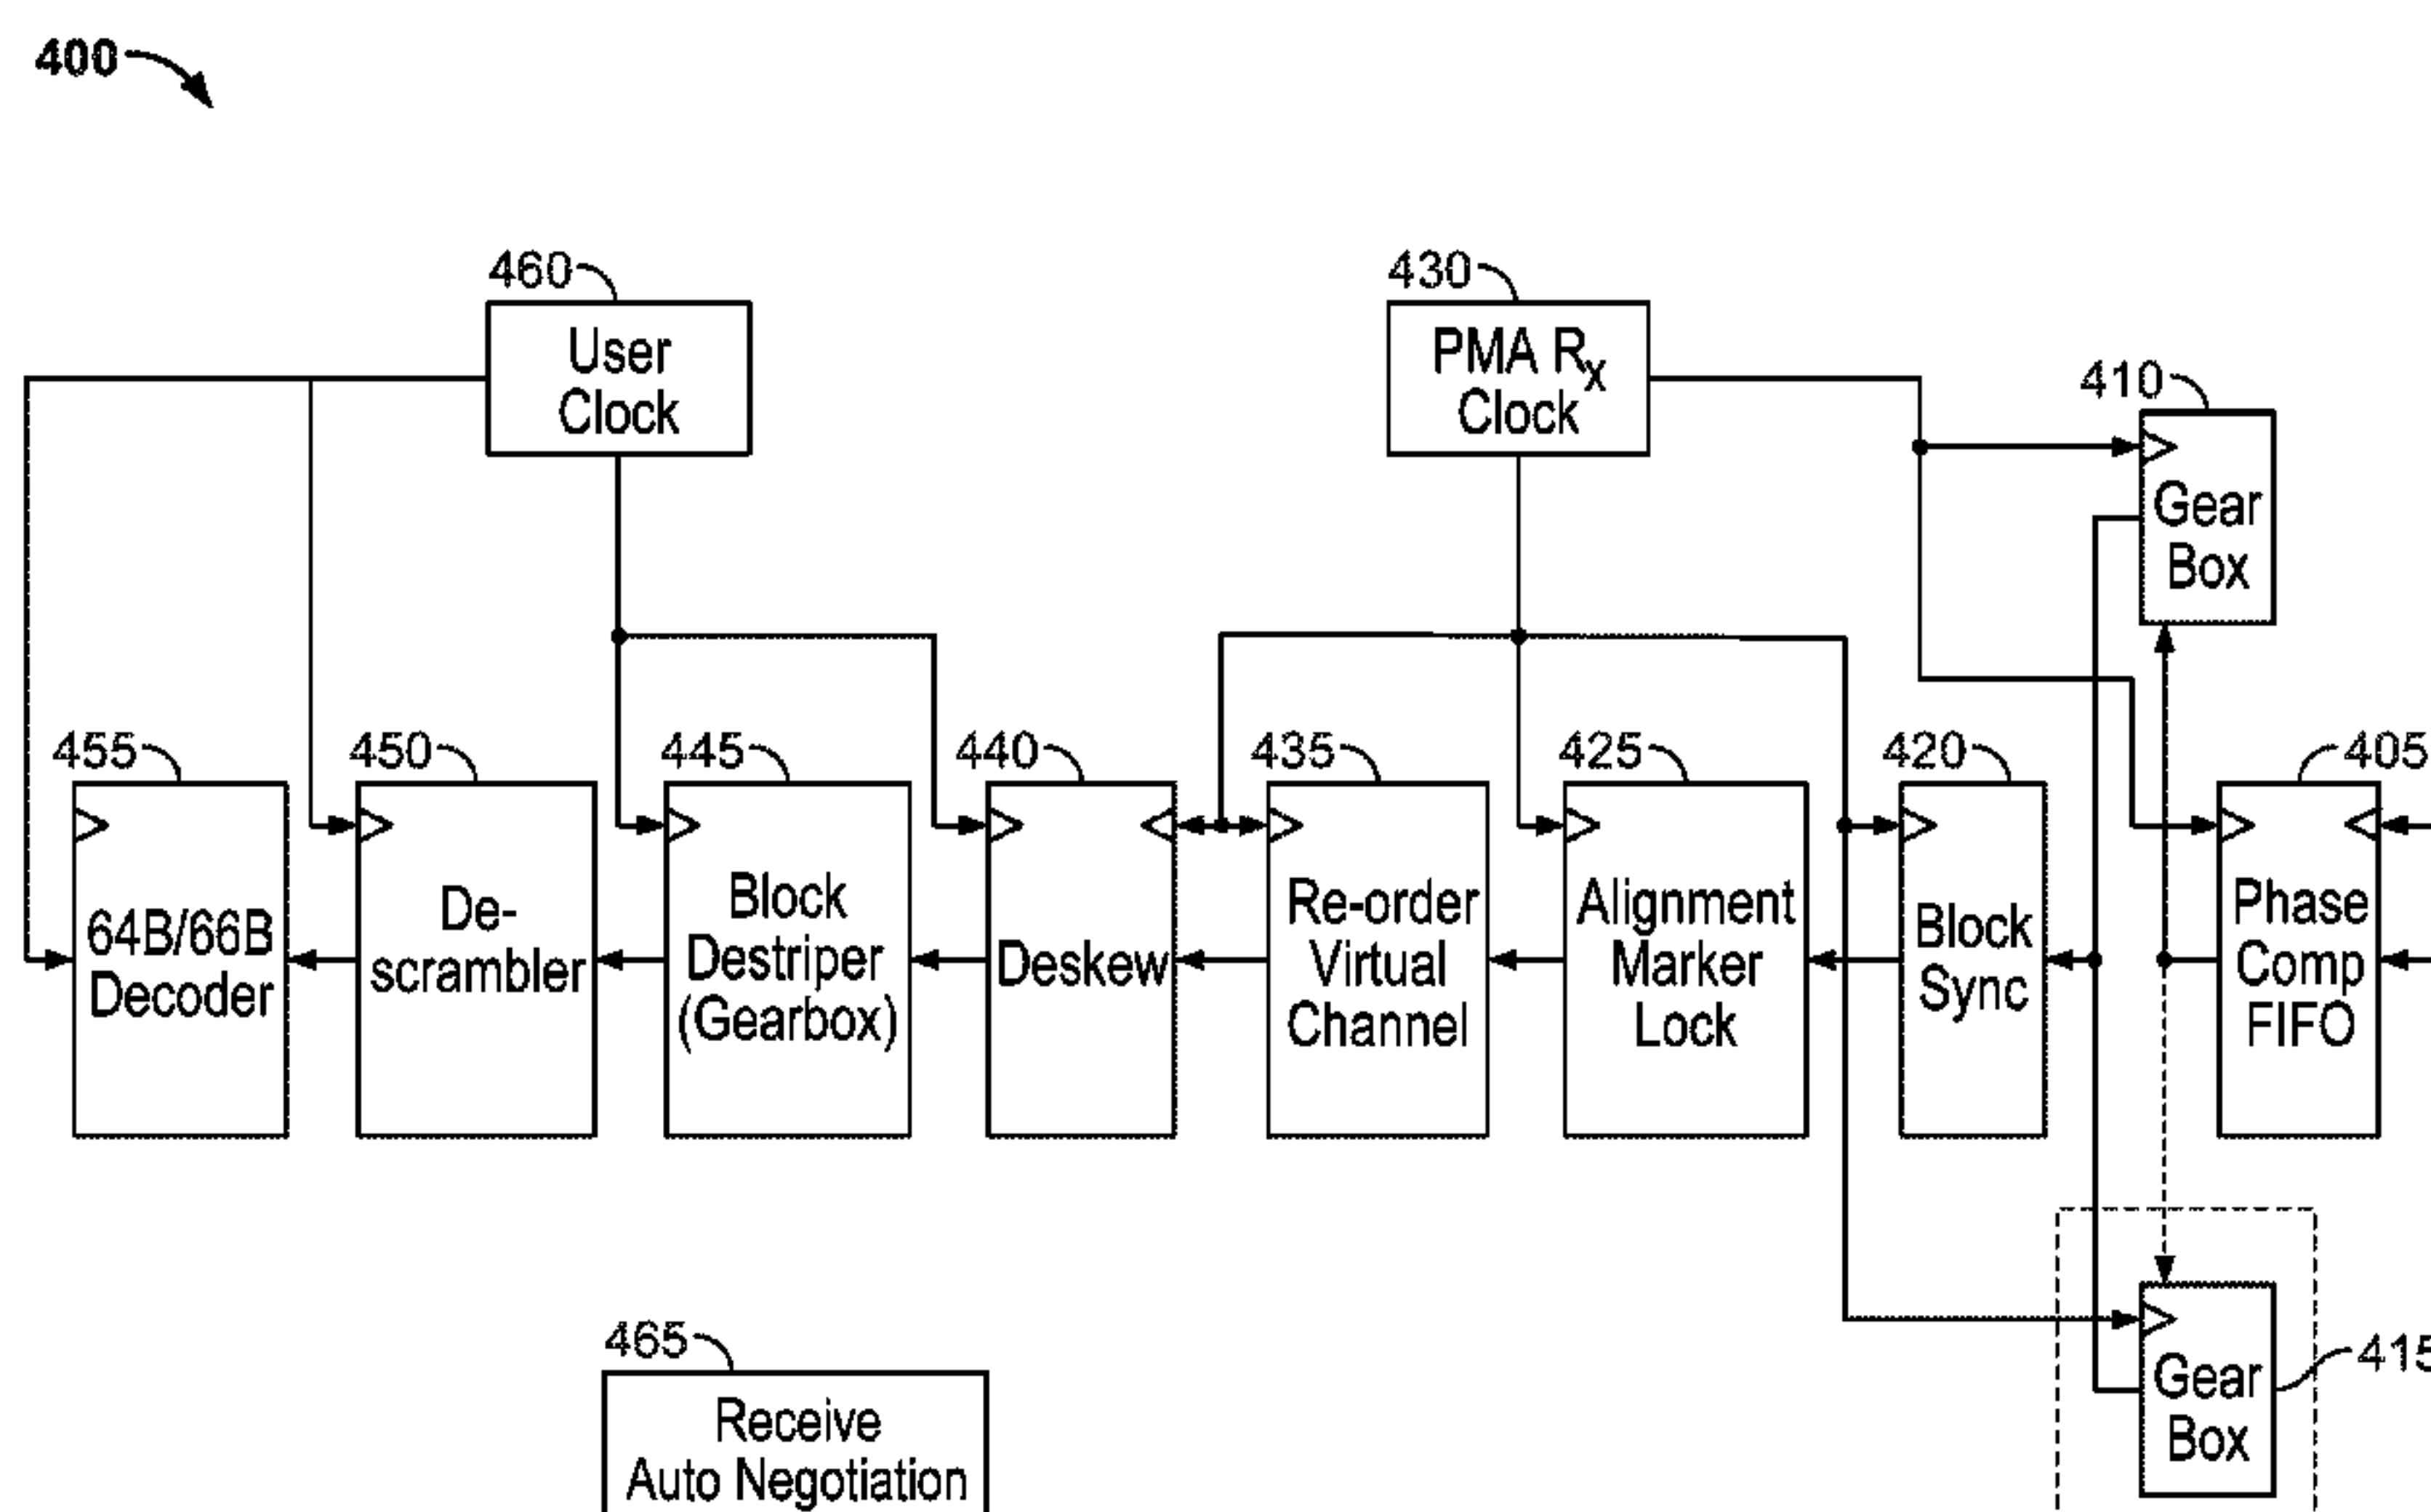 400
460
User
Clock
430
PMA Rx
Clock
410
Gear
Box
455
64B/66B
Decoder
450
De-
scrambler
445
Block
Destriper
(Gearbox)
440
Deskew
435
Re-order
Virtual
Channel
425
Alignment
Marker
Lock
420
Block
Sync
405
Phase
Comp
FIFO
465
Receive
Auto Negotiation
415
Gear
Box